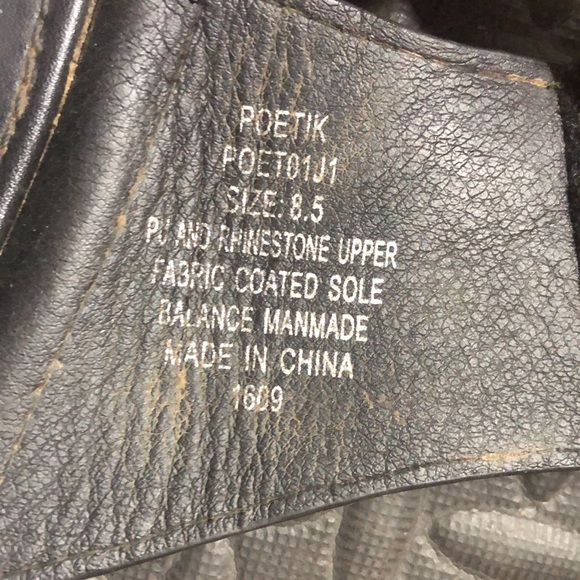 POETIK
POET01J1
SIZE: 8.5
PU AND RHINESTONE UPPER
FABRIC COATED SOLE
BALANCE MANMADE
MADE IN CHINA
1609